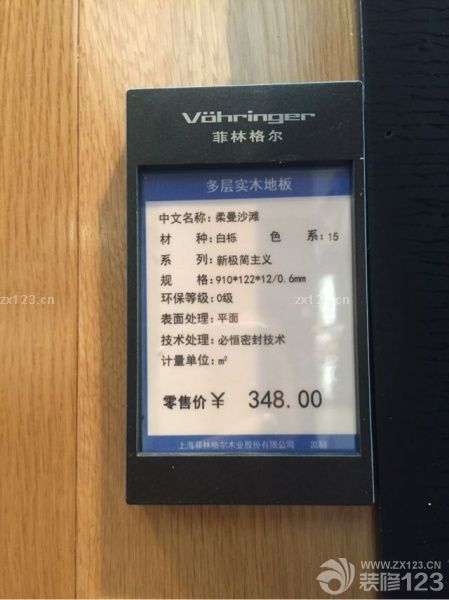 Vöhringer
菲林格尔
多层实木地板
中文名称：柔曼沙滩
材 种：白栎 色 系：15
系 列：新极简主义
规 格：910*122*12/0.6mm
环保等级：0级
表面处理：平面
技术处理：必恒密封技术
计量单位：m²
零售价￥ 348.00
上海菲林格尔木业股份有限公司 监制
zx123.cn
zx123.cn
WWW.ZX123.CN
装修123